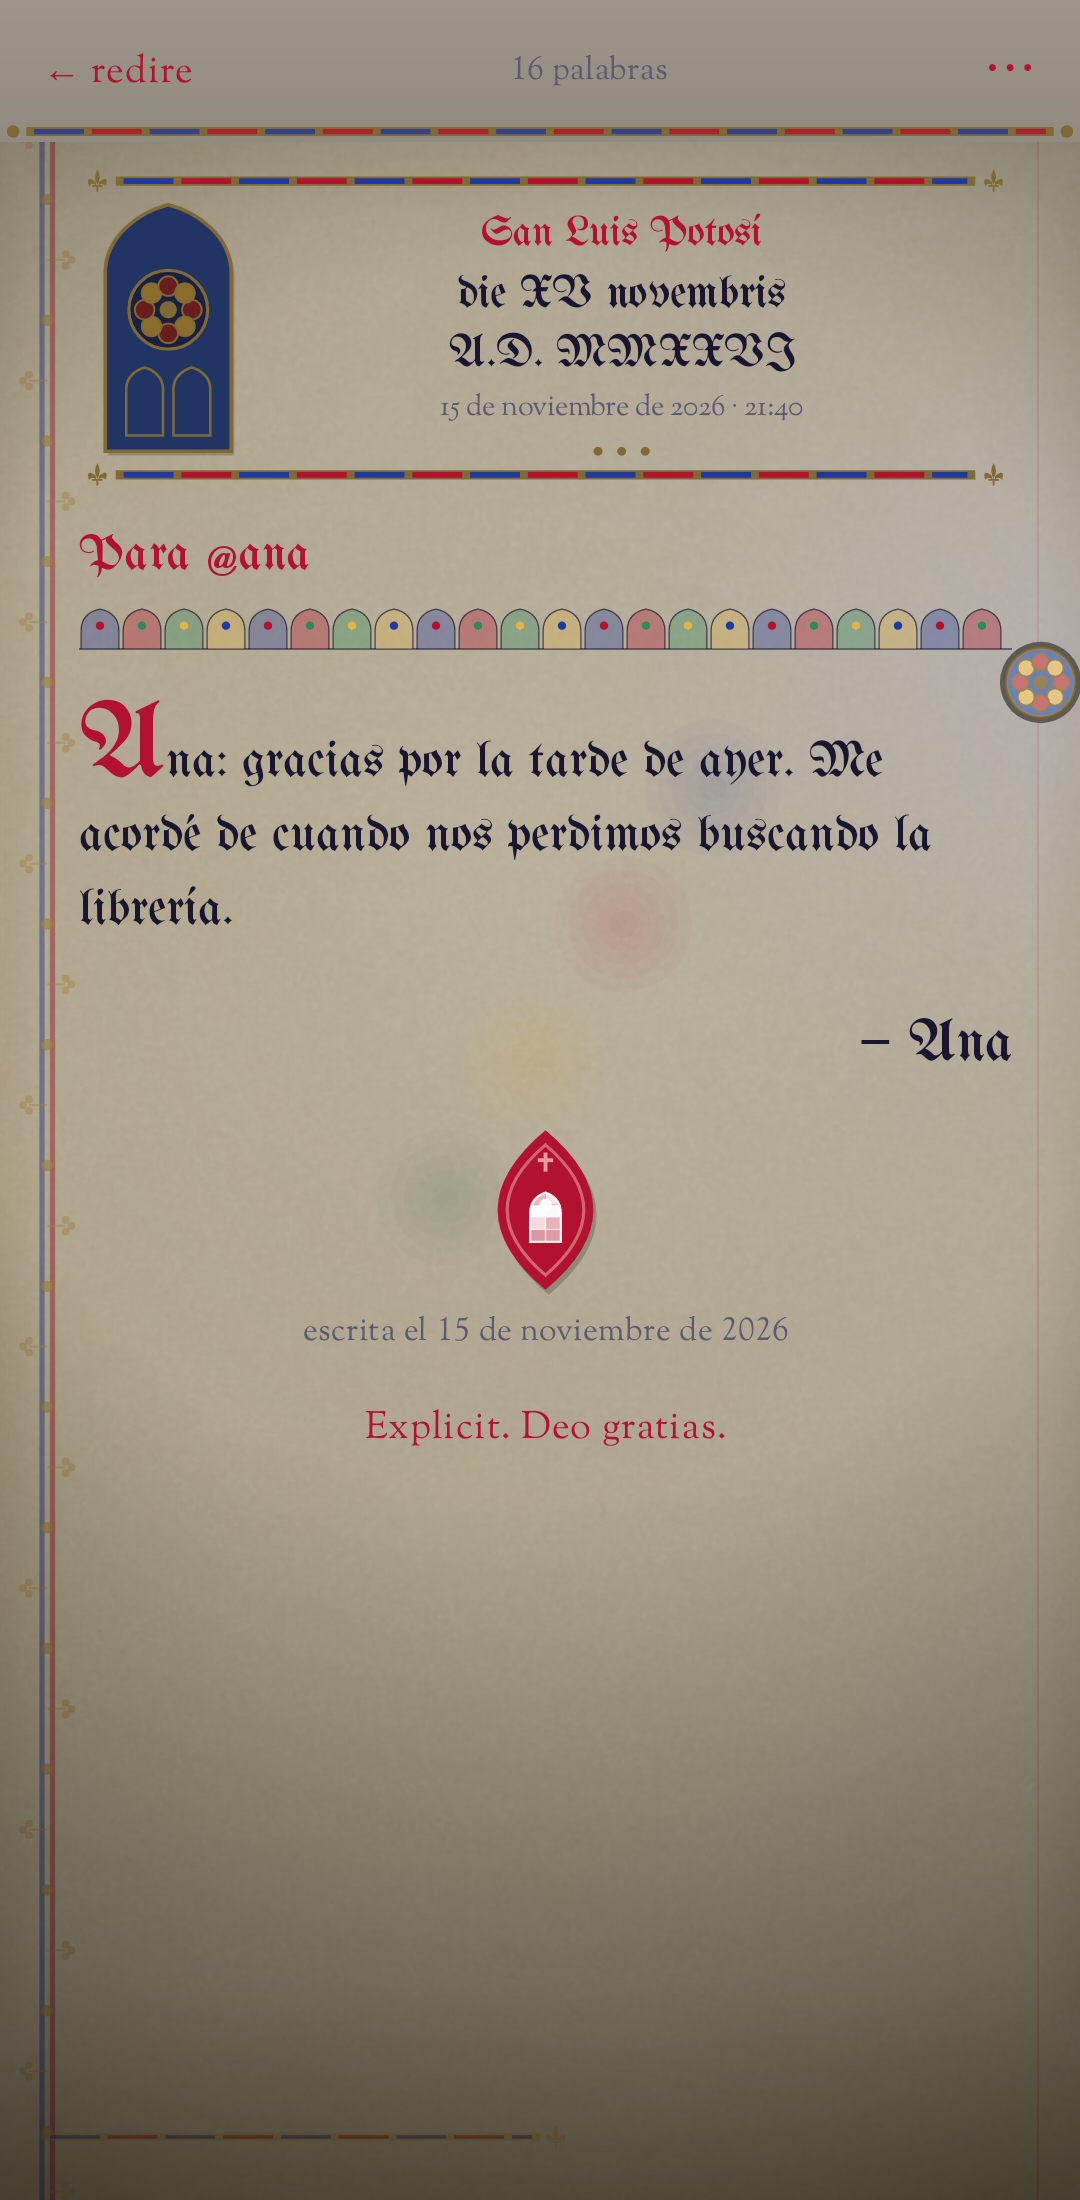 ← redire
16 palabras
...
San Luis Potosí
die XV novembris
A.D. MMXXVI
15 de noviembre de 2026 · 21:40
Para @ana
Ana: gracias por la tarde de ayer. Me
acordé de cuando nos perdimos buscando la
librería.
— Ana
escrita el 15 de noviembre de 2026
Explicit. Deo gratias.